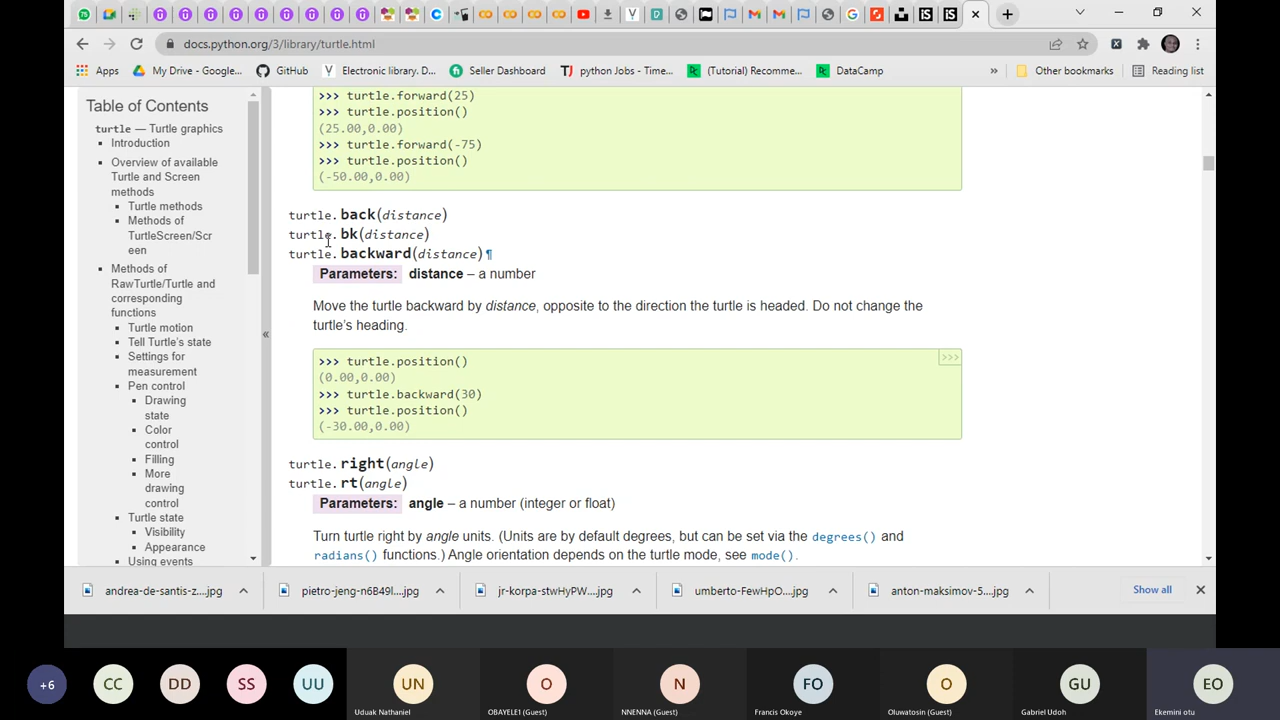 docs.python.org/3/library/turtle.html
Apps
My Drive - Google...
GitHub
Electronic library. D...
Seller Dashboard
python Jobs - Time...
(Tutorial) Recomme...
DataCamp
»
Other bookmarks
Reading list
Table of Contents
turtle — Turtle graphics
Introduction
Overview of available
Turtle and Screen
methods
Turtle methods
Methods of
TurtleScreen/Scr
een
Methods of
RawTurtle/Turtle and
corresponding
functions
Turtle motion
Tell Turtle's state
Settings for
measurement
Pen control
Drawing
state
Color
control
Filling
More
drawing
control
Turtle state
Visibility
Appearance
Using events
«
>>> turtle.forward(25)
>>> turtle.position()
(25.00,0.00)
>>> turtle.forward(-75)
>>> turtle.position()
(-50.00,0.00)
turtle.back(distance)
turtle.bk(distance)
turtle.backward(distance)¶
Parameters: distance – a number
Move the turtle backward by distance, opposite to the direction the turtle is headed. Do not change the
turtle's heading.
>>>
>>> turtle.position()
(0.00,0.00)
>>> turtle.backward(30)
>>> turtle.position()
(-30.00,0.00)
turtle.right(angle)
turtle.rt(angle)
Parameters: angle – a number (integer or float)
Turn turtle right by angle units. (Units are by default degrees, but can be set via the degrees() and
radians() functions.) Angle orientation depends on the turtle mode, see mode().
andrea-de-santis-z....jpg
pietro-jeng-n6B49l....jpg
jr-korpa-stwHyPW....jpg
umberto-FewHpO....jpg
anton-maksimov-5....jpg
Show all
+6
CC
DD
SS
UU
UN
Uduak Nathaniel
O
OBAYELE1 (Guest)
N
NNENNA (Guest)
FO
Francis Okoye
O
Oluwatosin (Guest)
GU
Gabriel Udoh
EO
Ekemini otu